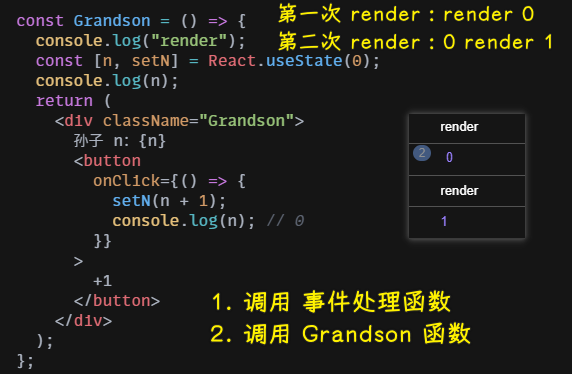 const Grandson = () => {
第一次 render：render 0
console.log("render");
第二次 render：0 render 1
const [n, setN] = React.useState(0);
console.log(n);
return (
<div className="Grandson">
孙子 n: {n}
<button
onClick={() => {
setN(n + 1);
console.log(n); // 0
}}
>
+1
</button>
</div>
);
};
render
2 0
render
1
1. 调用 事件处理函数
2. 调用 Grandson 函数